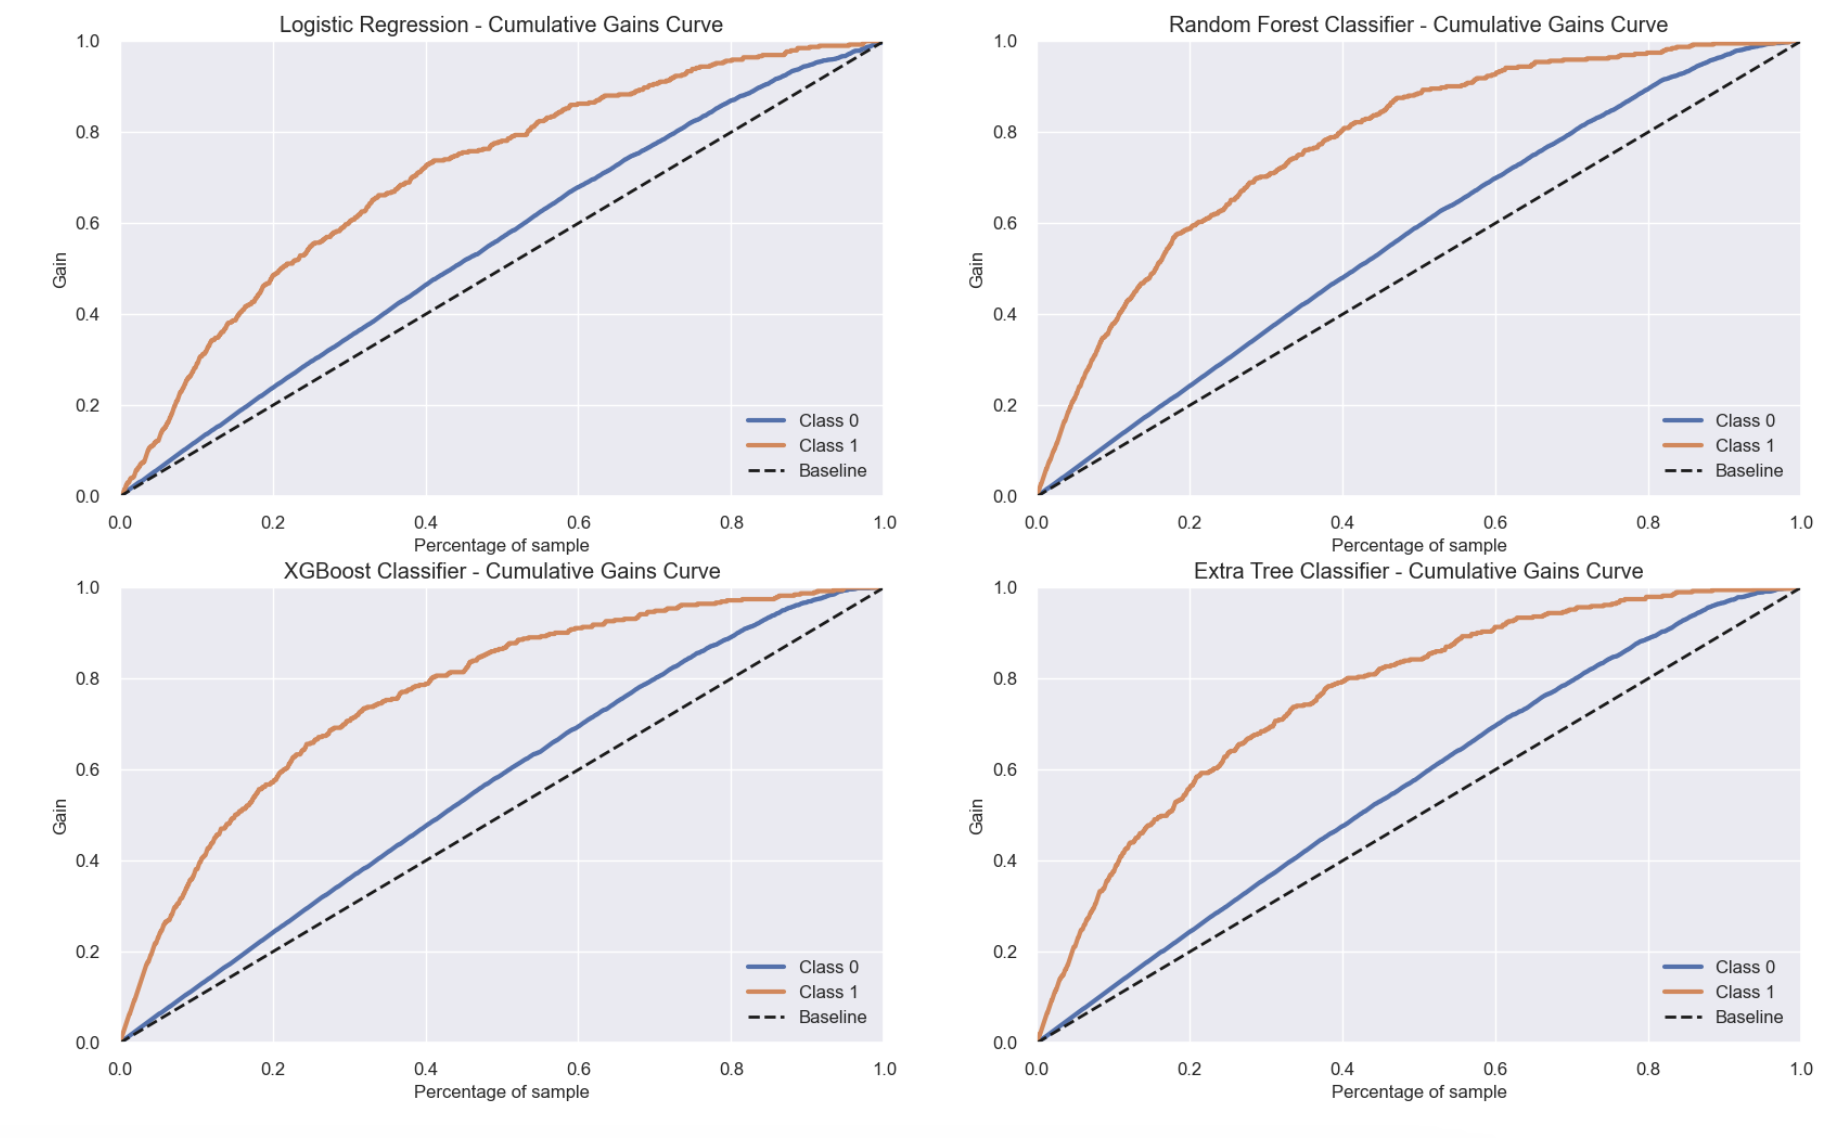 Logistic Regression - Cumulative Gains Curve
1.0
0.8
0.6
0.4
0.2
0.0
Gain
Class 0
Class 1
Baseline
0.0 0.2 0.4 0.6 0.8 1.0
Percentage of sample
Random Forest Classifier - Cumulative Gains Curve
1.0
0.8
0.6
0.4
0.2
0.0
Gain
Class 0
Class 1
Baseline
0.0 0.2 0.4 0.6 0.8 1.0
Percentage of sample
XGBoost Classifier - Cumulative Gains Curve
1.0
0.8
0.6
0.4
0.2
0.0
Gain
Class 0
Class 1
Baseline
0.0 0.2 0.4 0.6 0.8 1.0
Percentage of sample
Extra Tree Classifier - Cumulative Gains Curve
1.0
0.8
0.6
0.4
0.2
0.0
Gain
Class 0
Class 1
Baseline
0.0 0.2 0.4 0.6 0.8 1.0
Percentage of sample